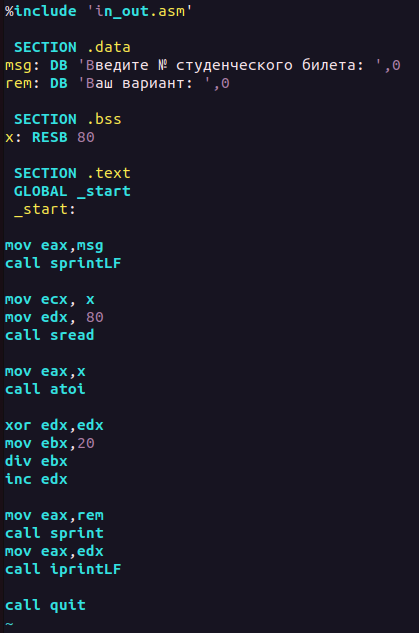 %include 'in_out.asm'
SECTION .data
msg: DB 'Введите № студенческого билета: ',0
rem: DB 'Ваш вариант: ',0
SECTION .bss
x: RESB 80
SECTION .text
GLOBAL _start
_start:
mov eax,msg
call sprintLF
mov ecx, x
mov edx, 80
call sread
mov eax,x
call atoi
xor edx,edx
mov ebx,20
div ebx
inc edx
mov eax,rem
call sprint
mov eax,edx
call iprintLF
call quit
~